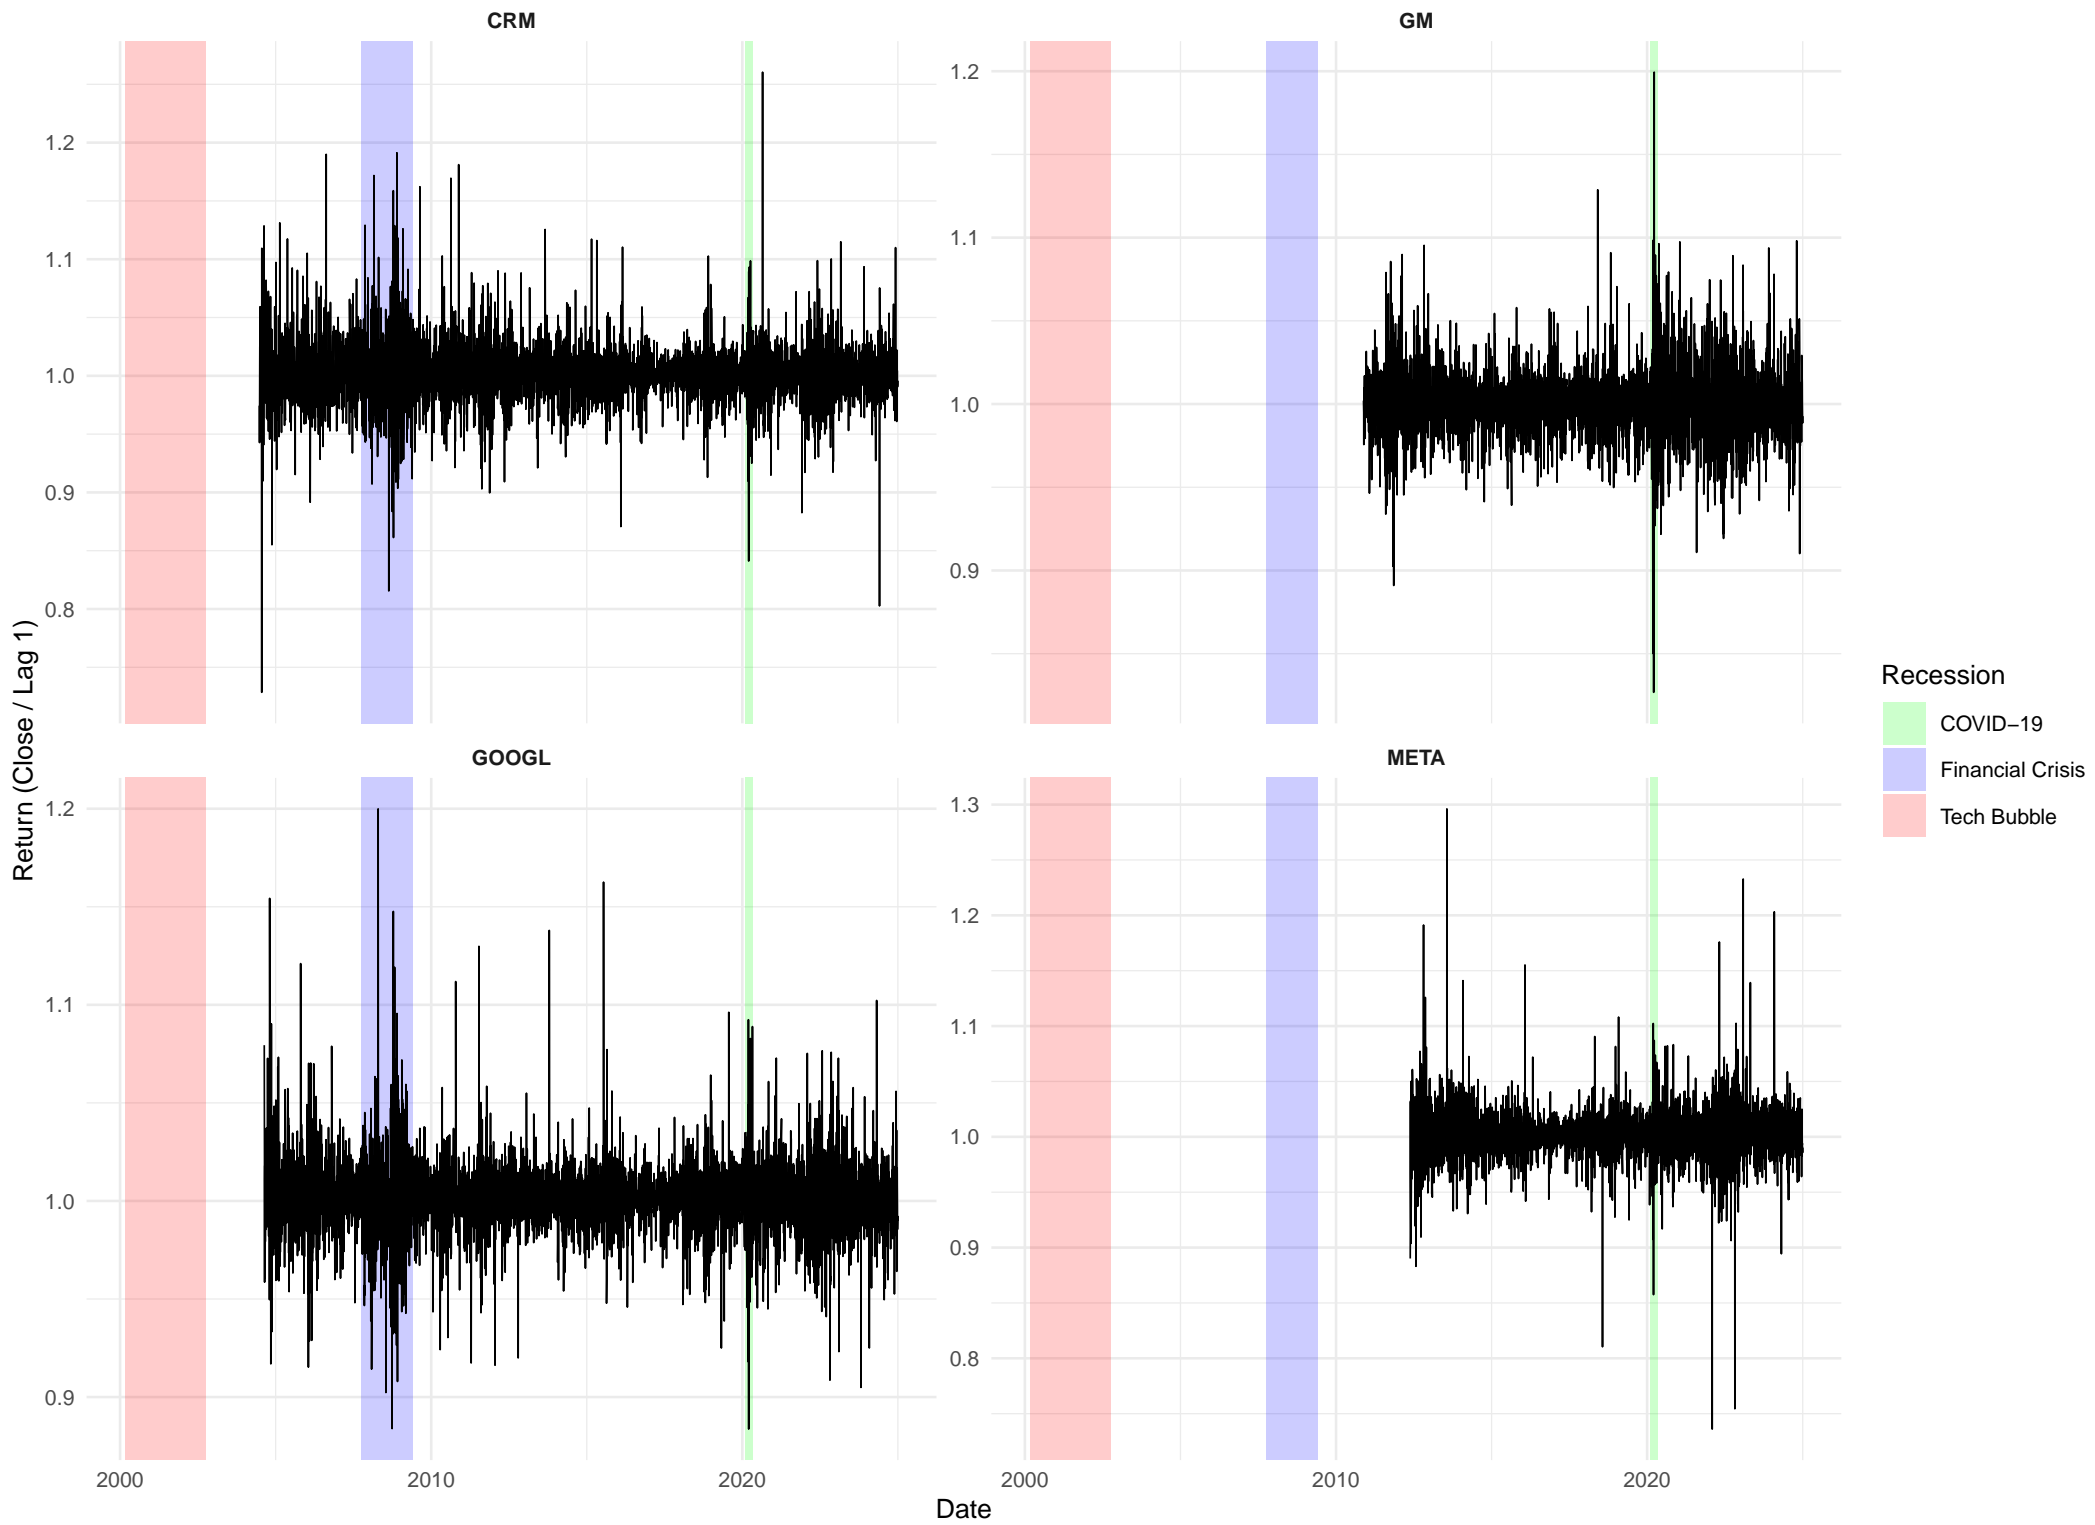 CRM
GM
1.2
1.1
1.0
0.9
0.8
1.2
1.1
1.0
0.9
Return (Close / Lag 1)
GOOGL
META
1.2
1.1
1.0
0.9
1.3
1.2
1.1
1.0
0.9
0.8
2000
2010
2020
2000
2010
2020
Date
Recession
COVID−19
Financial Crisis
Tech Bubble